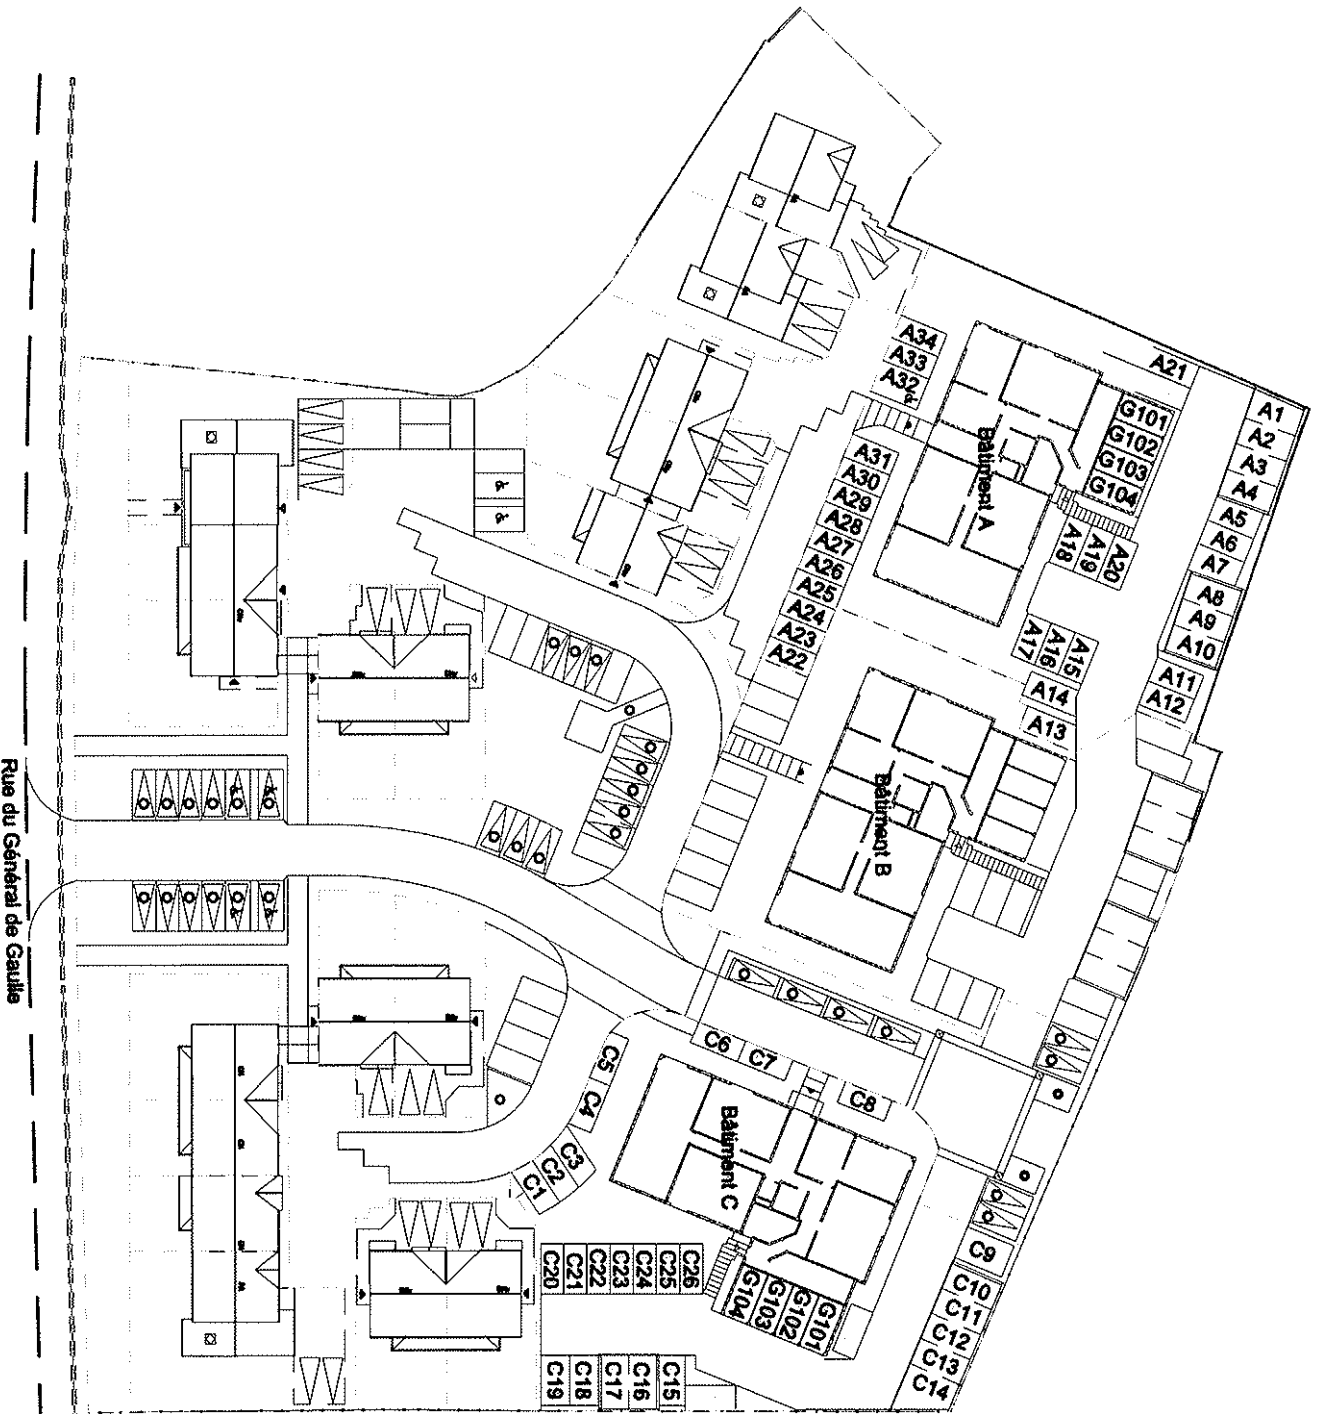 A34
A33
A32
A21
A1
A2
A3
A4
A5
A6
A7
A8
A9
A10
A11
A12
G101
G102
G103
G104
Bâtiment A
A20
A19
A18
A31
A30
A29
A28
A27
A26
A25
A24
A23
A22
A15
A16
A17
A14
A13
Bâtiment B
Rue du Général de Gaulle
C6
C7
C8
C5
C4
C3
C2
C1
Bâtiment C
C9
C10
C11
C12
C13
C14
C20
C21
C22
C23
C24
C25
C26
G104
G103
G102
G101
C19
C18
C17
C16
C15